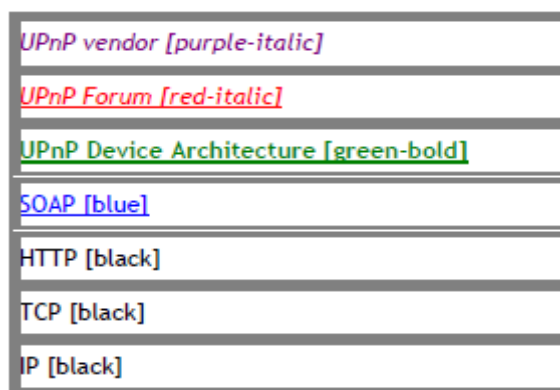 UPnP vendor [purple-italic]
UPnP Forum [red-italic]
UPnP Device Architecture [green-bold]
SOAP [blue]
HTTP [black]
TCP [black]
IP [black]